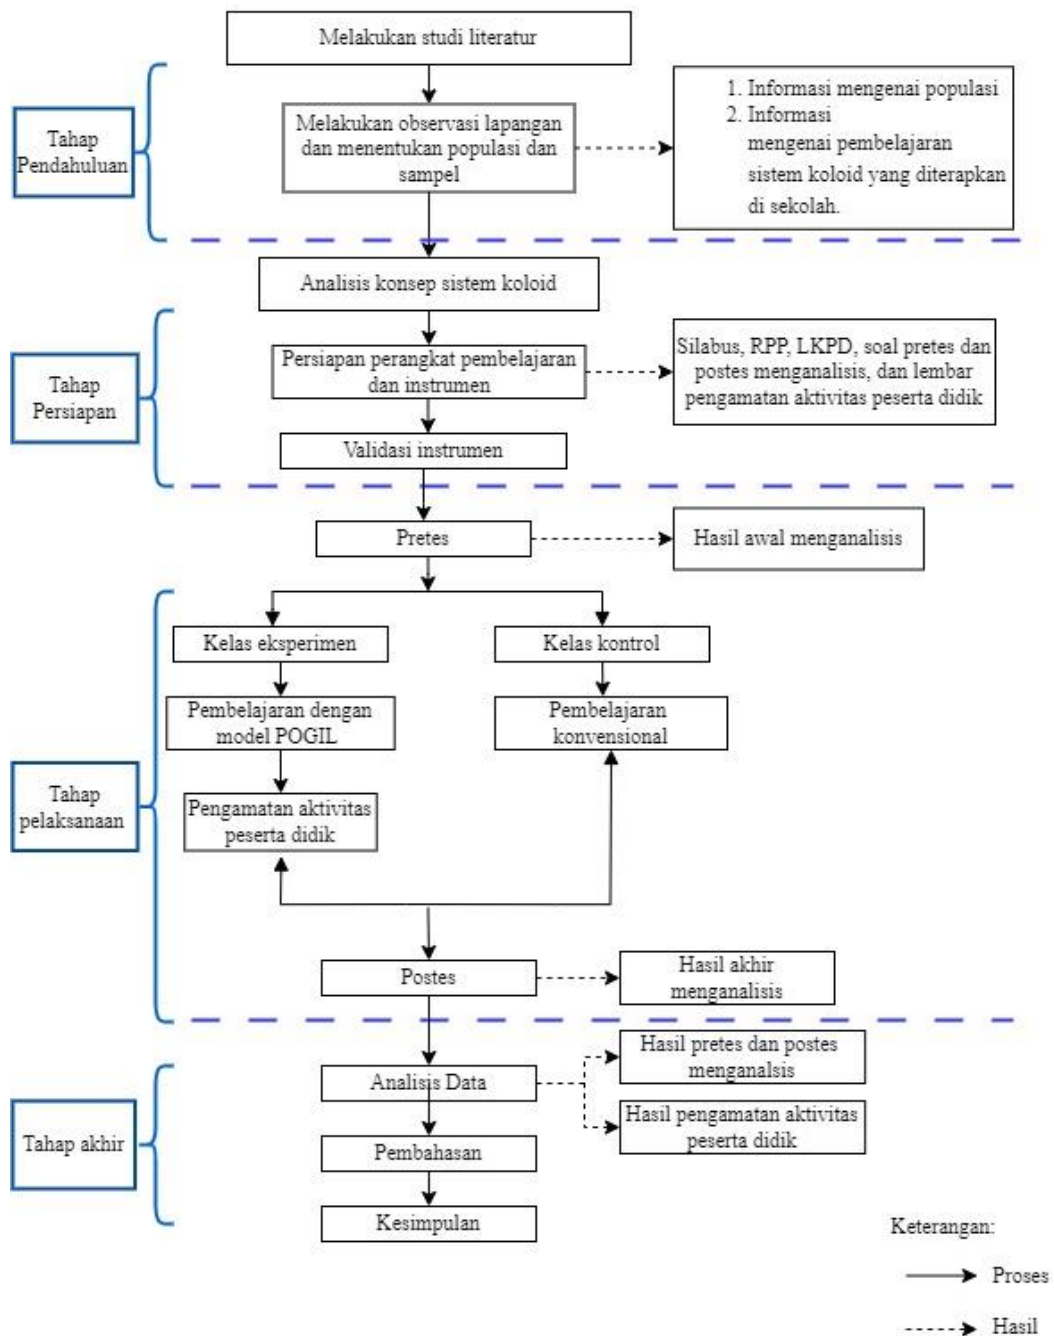 Melakukan studi literatur
Tahap
Pendahuluan
Melakukan observasi lapangan
dan menentukan populasi dan
sampel
1. Informasi mengenai populasi
2. Informasi
mengenai pembelajaran
sistem koloid yang diterapkan
di sekolah.
Analisis konsep sistem koloid
Tahap
Persiapan
Persiapan perangkat pembelajaran
dan instrumen
Silabus, RPP, LKPD, soal pretes dan
postes menganalisis, dan lembar
pengamatan aktivitas peserta didik
Validasi instrumen
Pretes
Hasil awal menganalisis
Tahap
pelaksanaan
Kelas eksperimen
Kelas kontrol
Pembelajaran dengan
model POGIL
Pembelajaran
konvensional
Pengamatan aktivitas
peserta didik
Postes
Hasil akhir
menganalisis
Tahap akhir
Analisis Data
Hasil pretes dan postes
menganalsis
Hasil pengamatan aktivitas
peserta didik
Pembahasan
Kesimpulan
Keterangan:
Proses
Hasil